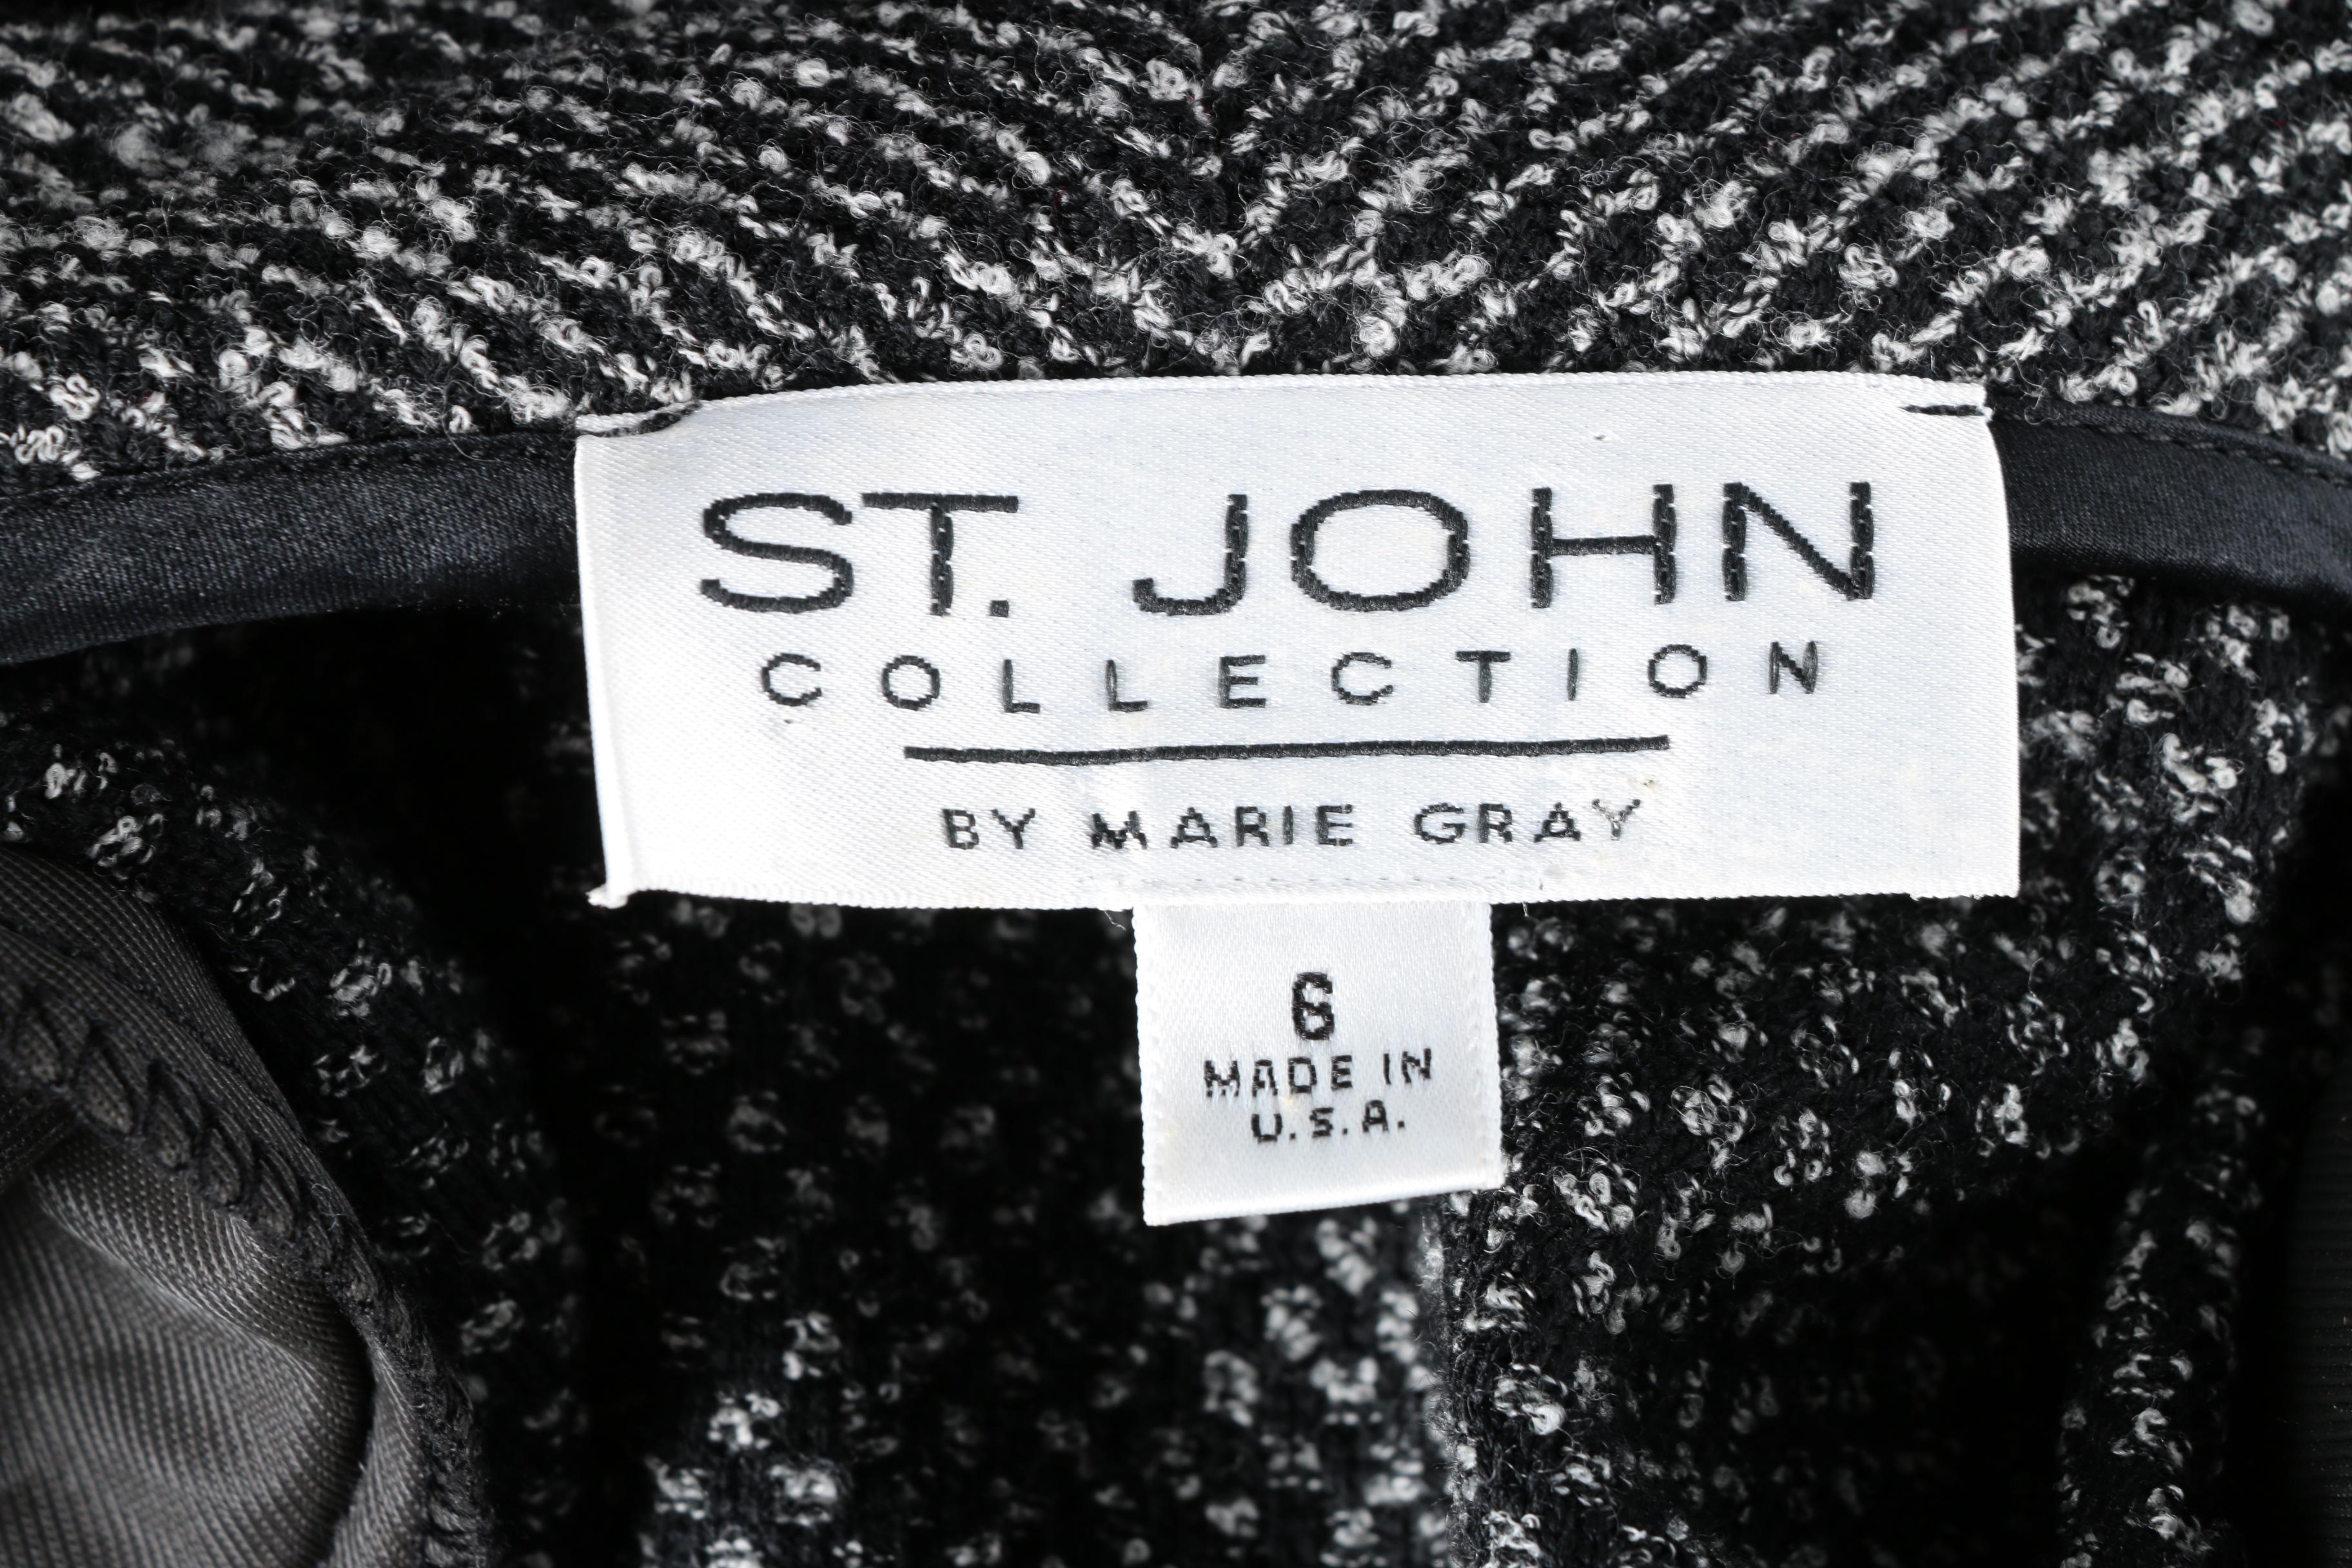 ST. JOHN
COLLECTION
BY MARIE GRAY
6
MADE IN
U.S.A.